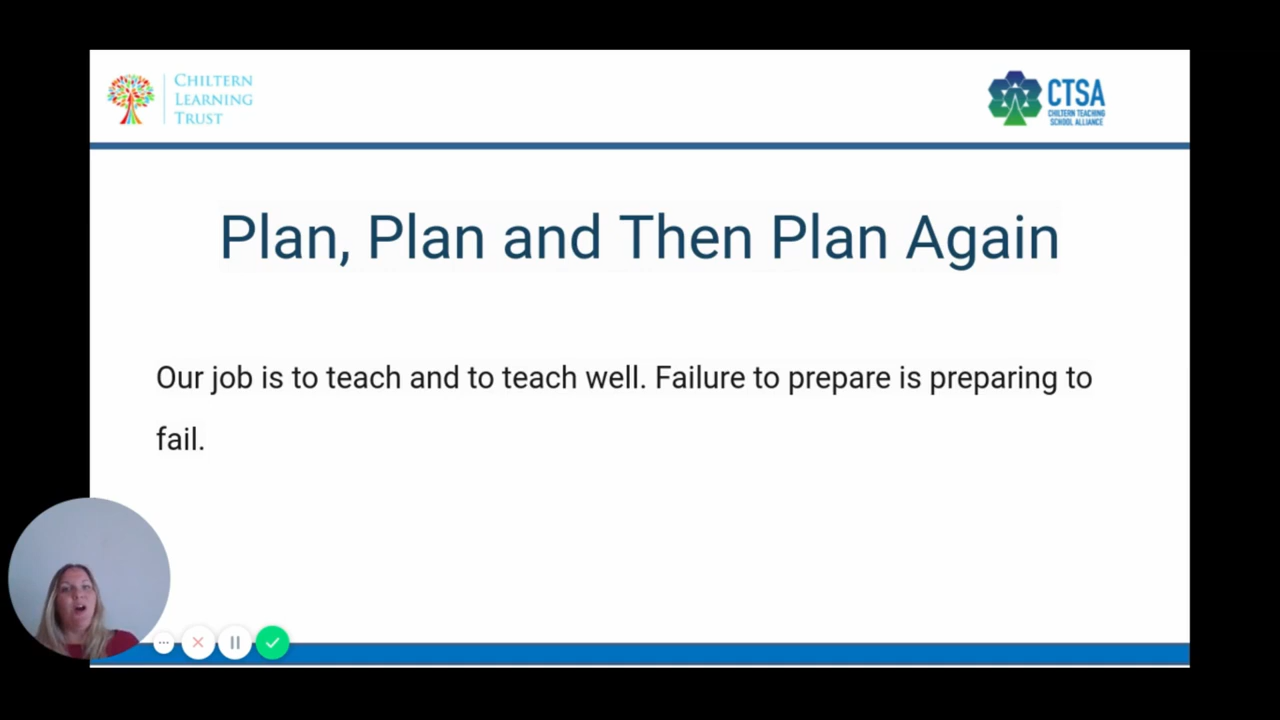 CHILTERN
LEARNING
TRUST
CTSA
CHILTERN TEACHING
SCHOOL ALLIANCE
Plan, Plan and Then Plan Again
Our job is to teach and to teach well. Failure to prepare is preparing to
fail.